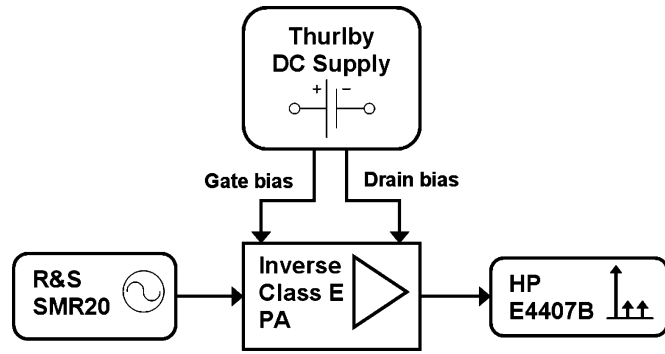 Thurlby
DC Supply
+ −
Gate bias
Drain bias
R&S
SMR20
Inverse
Class E
PA
HP
E4407B